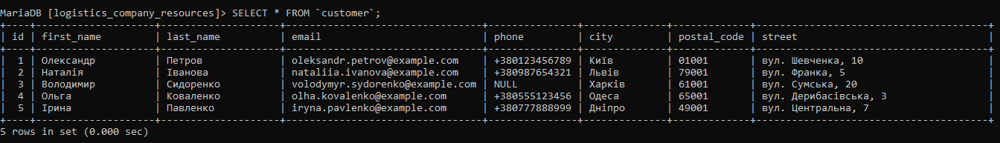 MariaDB [logistics_company_resources]> SELECT * FROM `customer`;
+----+--------------------+--------------------+-------------------------------+---------------+--------------+-------------+---------------------------------------+
| id | first_name | last_name | email | phone | city | postal_code | street |
+----+--------------------+--------------------+-------------------------------+---------------+--------------+-------------+---------------------------------------+
| 1 | Олександр | Петров | oleksandr.petrov@example.com | +380123456789 | Київ | 01001 | вул. Шевченка, 10 |
| 2 | Наталія | Іванова | nataliia.ivanova@example.com | +380987654321 | Львів | 79001 | вул. Франка, 5 |
| 3 | Володимир | Сидоренко | volodymyr.sydorenko@example.com | NULL | Харків | 61001 | вул. Сумська, 20 |
| 4 | Ольга | Коваленко | olha.kovalenko@example.com | +380555123456 | Одеса | 65001 | вул. Дерибасівська, 3 |
| 5 | Ірина | Павленко | iryna.pavlenko@example.com | +380777888999 | Дніпро | 49001 | вул. Центральна, 7 |
+----+--------------------+--------------------+-------------------------------+---------------+--------------+-------------+---------------------------------------+
5 rows in set (0.000 sec)